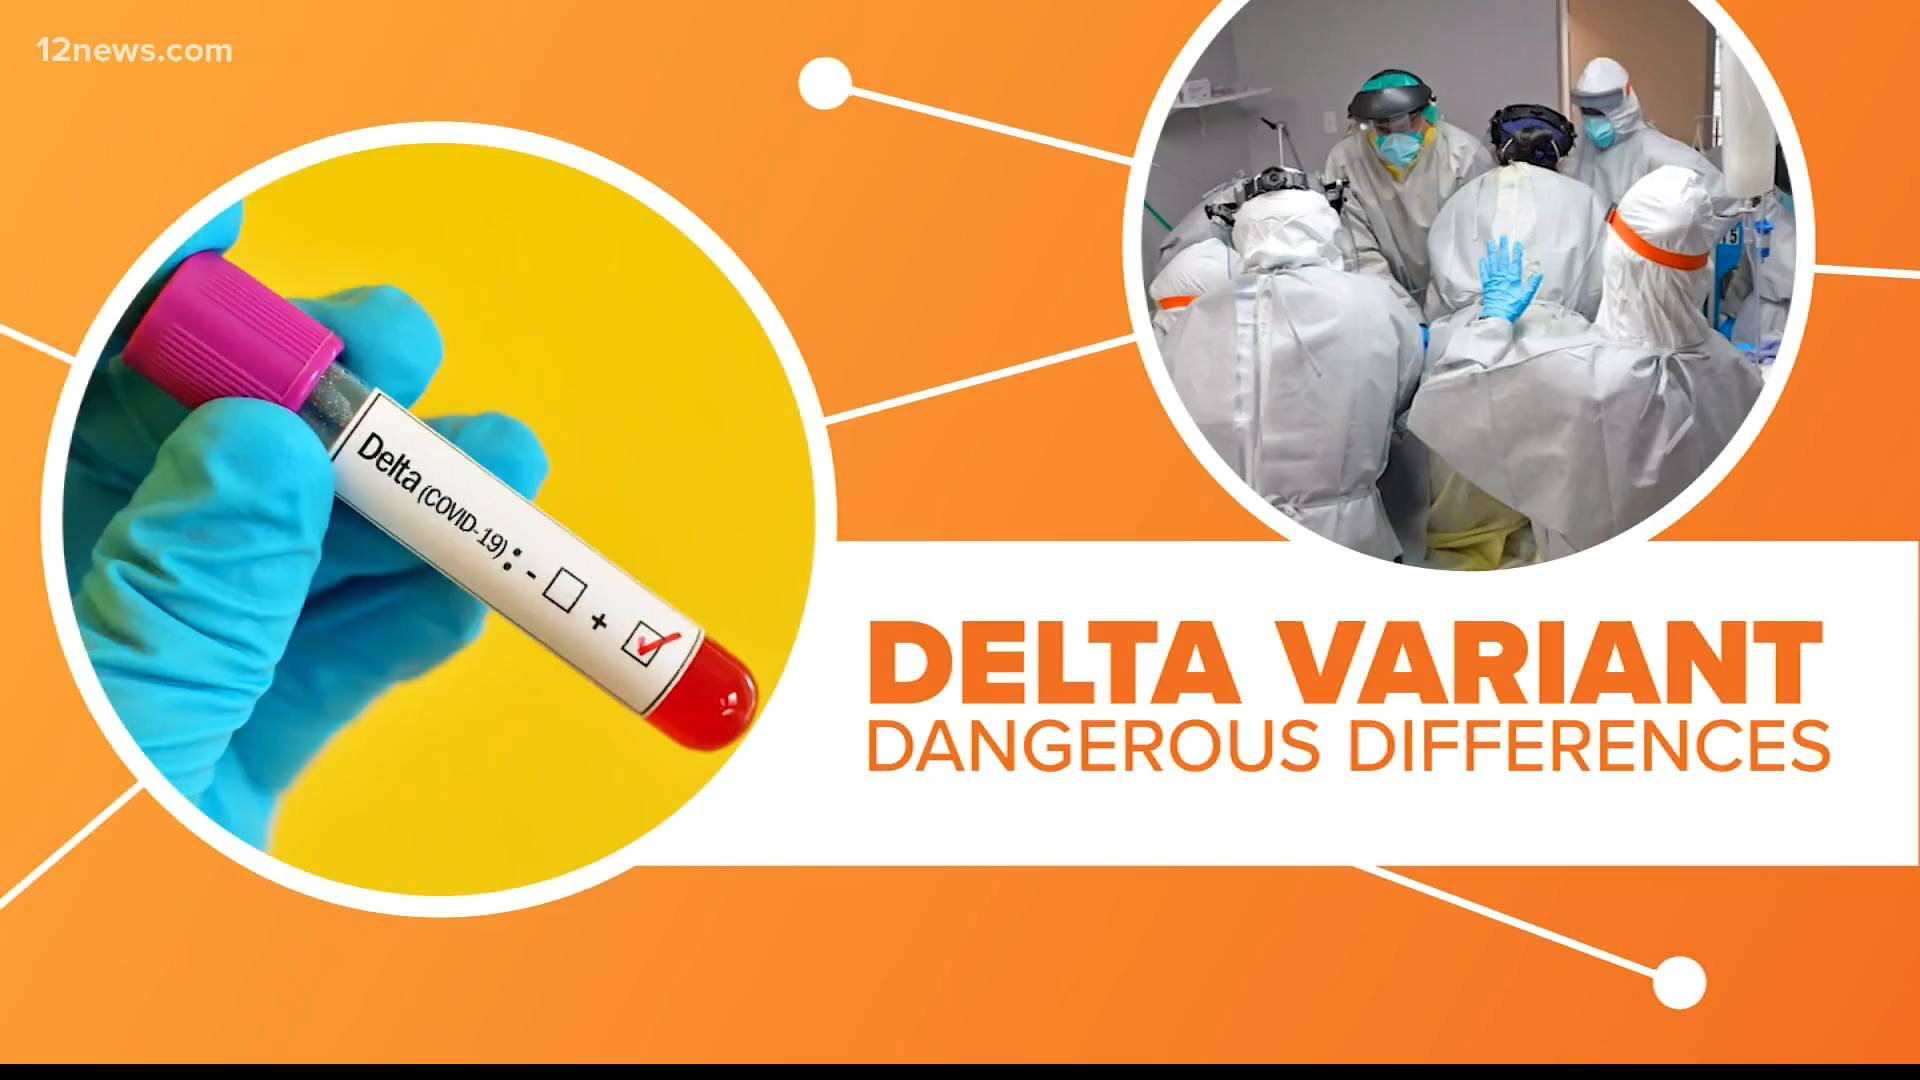 12news.com
Delta (COVID-19) : - +
DELTA VARIANT
DANGEROUS DIFFERENCES